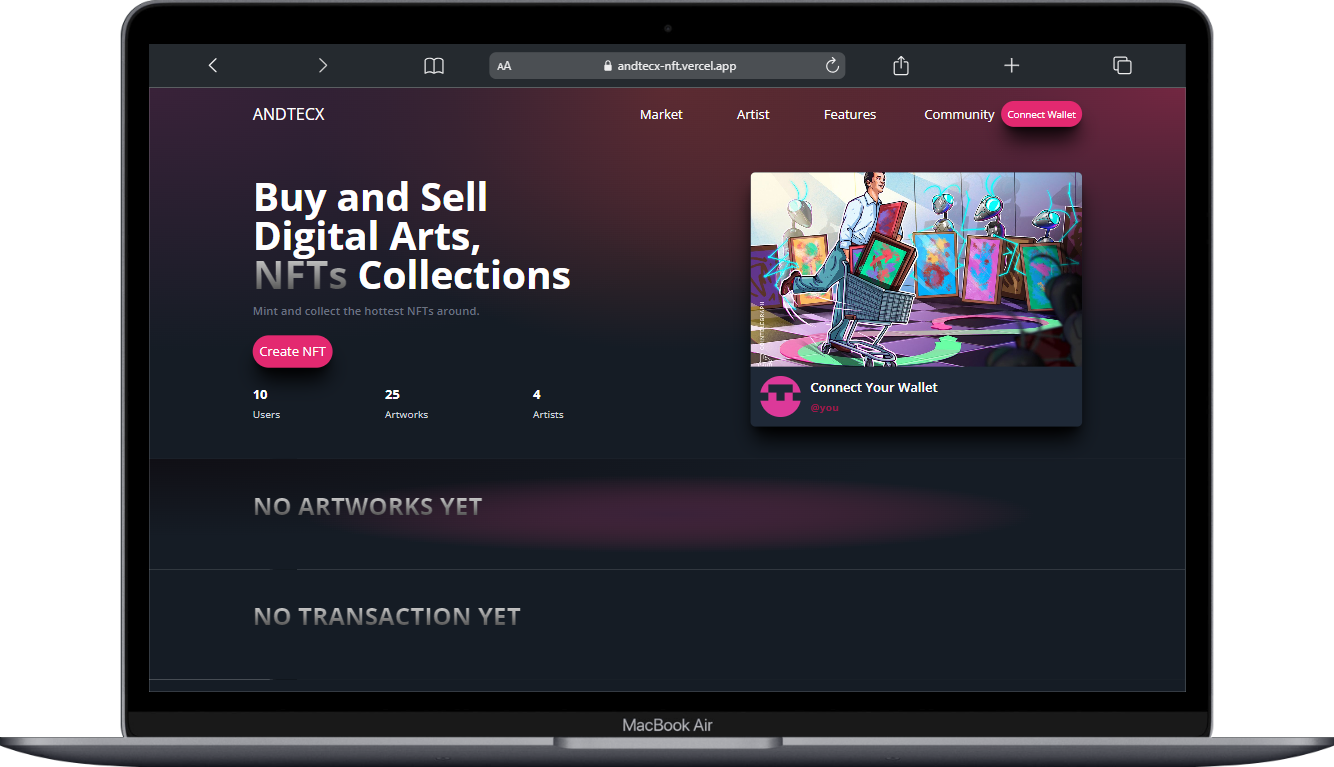 AA
andtecx-nft.vercel.app
ANDTECX
Market
Artist
Features
Community
Connect Wallet
Buy and Sell
Digital Arts,
NFTs Collections
Mint and collect the hottest NFTs around.
Create NFT
10
Users
25
Artworks
4
Artists
Connect Your Wallet
@you
NO ARTWORKS YET
NO TRANSACTION YET
MacBook Air